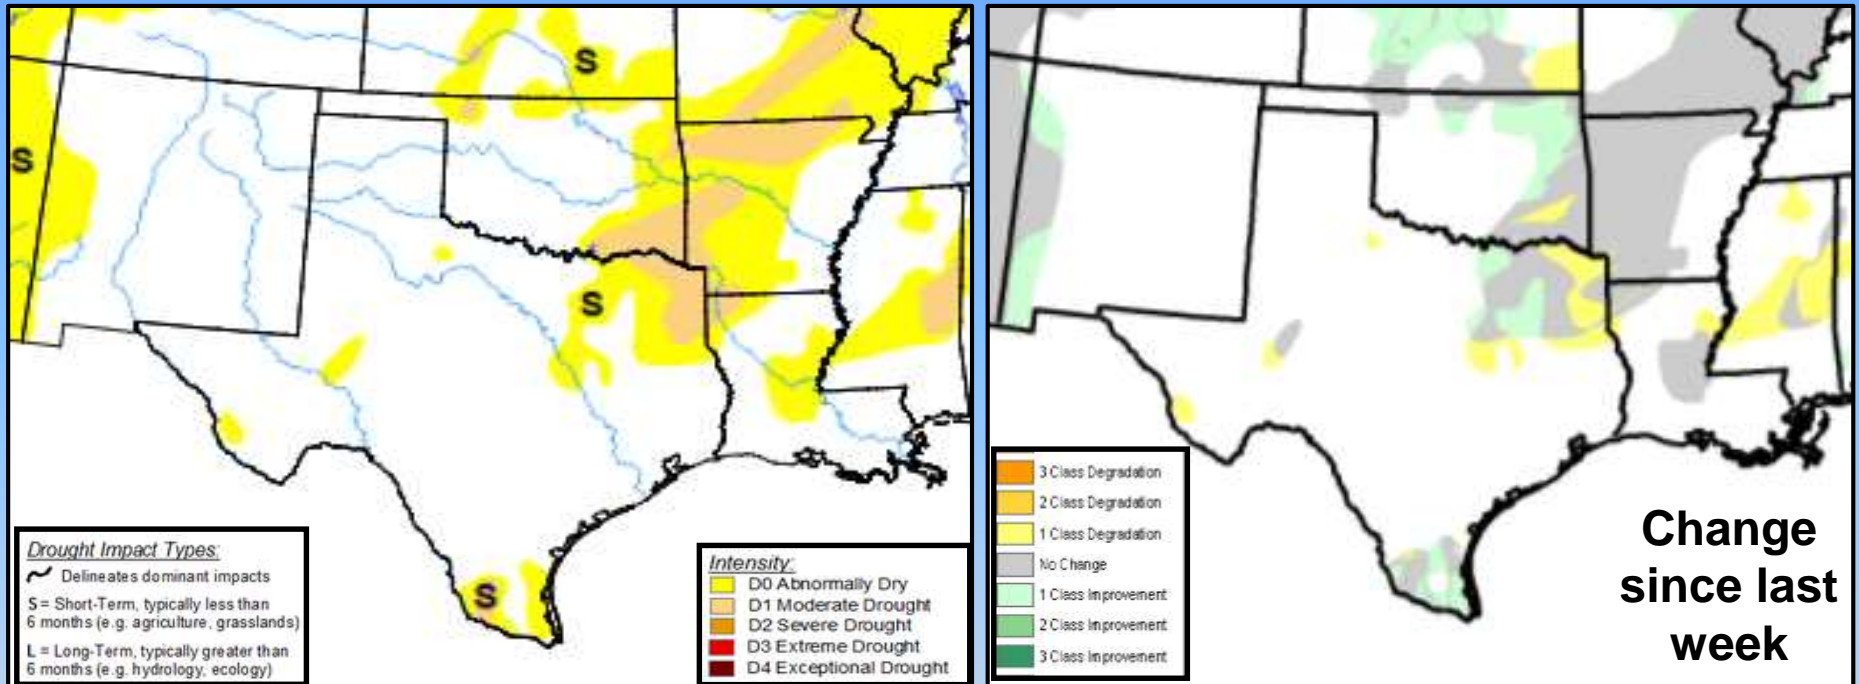 S
S
S
S
Drought Impact Types:
Delineates dominant impacts
S = Short-Term, typically less than
6 months (e.g. agriculture, grasslands)
L = Long-Term, typically greater than
6 months (e.g. hydrology, ecology)
Intensity:
D0 Abnormally Dry
D1 Moderate Drought
D2 Severe Drought
D3 Extreme Drought
D4 Exceptional Drought
3 Class Degradation
2 Class Degradation
1 Class Degradation
No Change
1 Class Improvement
2 Class Improvement
3 Class Improvement
Change
since last
week